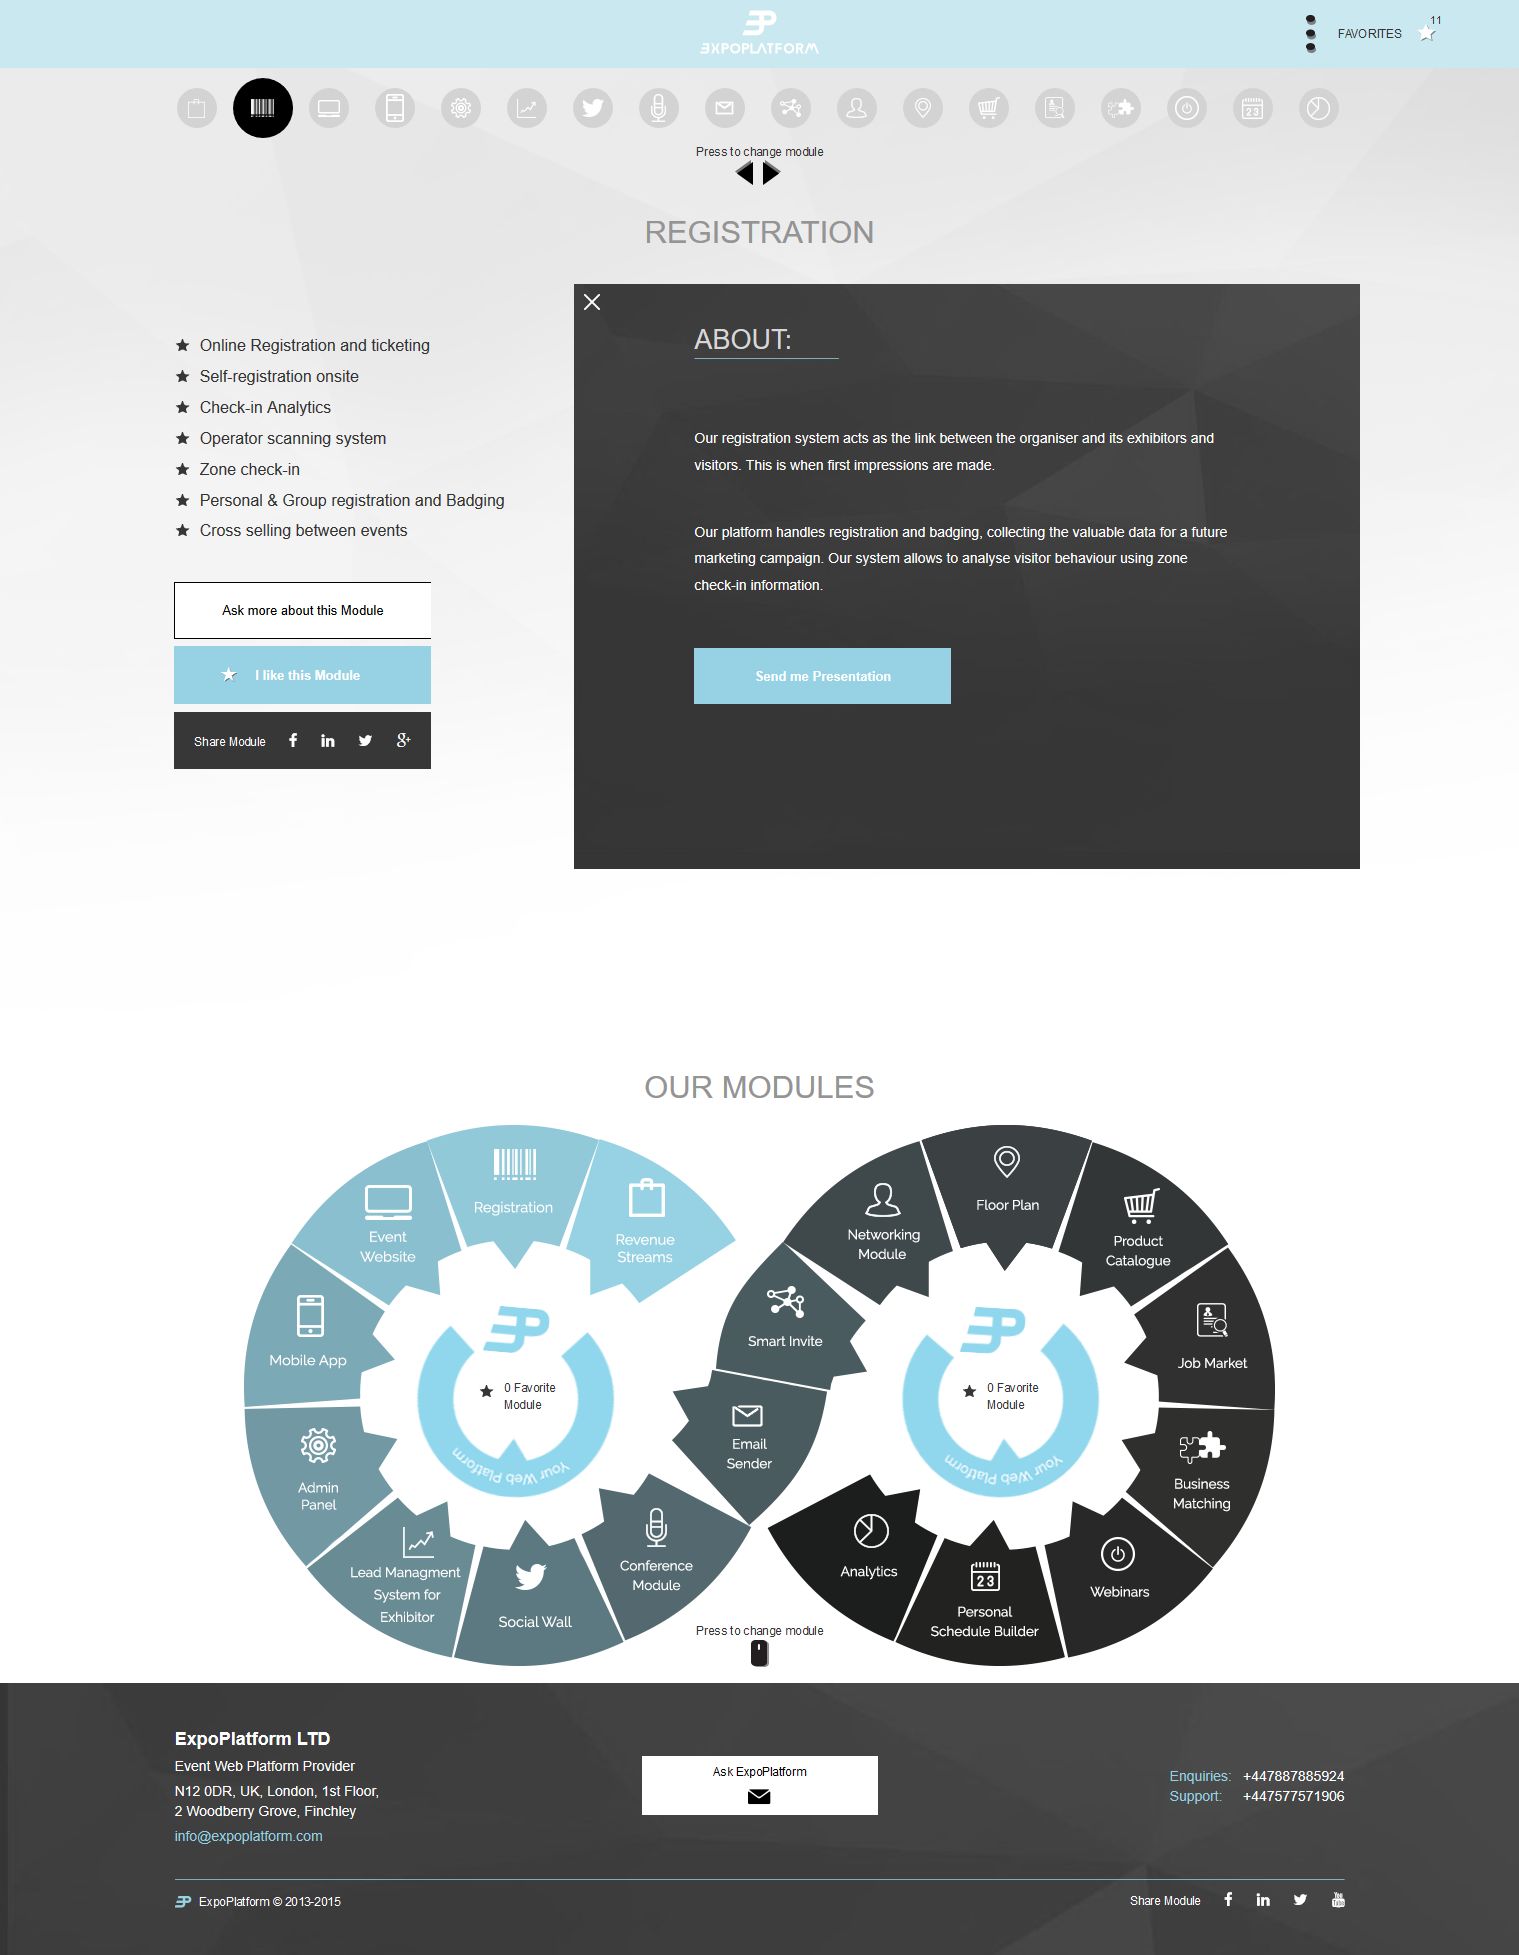 EXPOPLATFORM
FAVORITES
11
23
Press to change module
REGISTRATION
Online Registration and ticketing
Self-registration onsite
Check-in Analytics
Operator scanning system
Zone check-in
Personal & Group registration and Badging
Cross selling between events
Ask more about this Module
I like this Module
Share Module
ABOUT:
Our registration system acts as the link between the organiser and its exhibitors and
visitors. This is when first impressions are made.
Our platform handles registration and badging, collecting the valuable data for a future
marketing campaign. Our system allows to analyse visitor behaviour using zone
check-in information.
Send me Presentation
OUR MODULES
Registration
Event
Website
Revenue
Streams
Mobile App
Admin
Panel
Lead Managment
System for
Exhibitor
Social Wall
Conference
Module
Email
Sender
Smart Invite
Networking
Module
Floor Plan
Product
Catalogue
Job Market
Business
Matching
Webinars
23
Personal
Schedule Builder
Analytics
0 Favorite
Module
Your Web Platform
0 Favorite
Module
Your Web Platform
Press to change module
ExpoPlatform LTD
Event Web Platform Provider
N12 0DR, UK, London, 1st Floor,
2 Woodberry Grove, Finchley
info@expoplatform.com
Ask ExpoPlatform
Enquiries: +447887885924
Support: +447577571906
ExpoPlatform © 2013-2015
Share Module